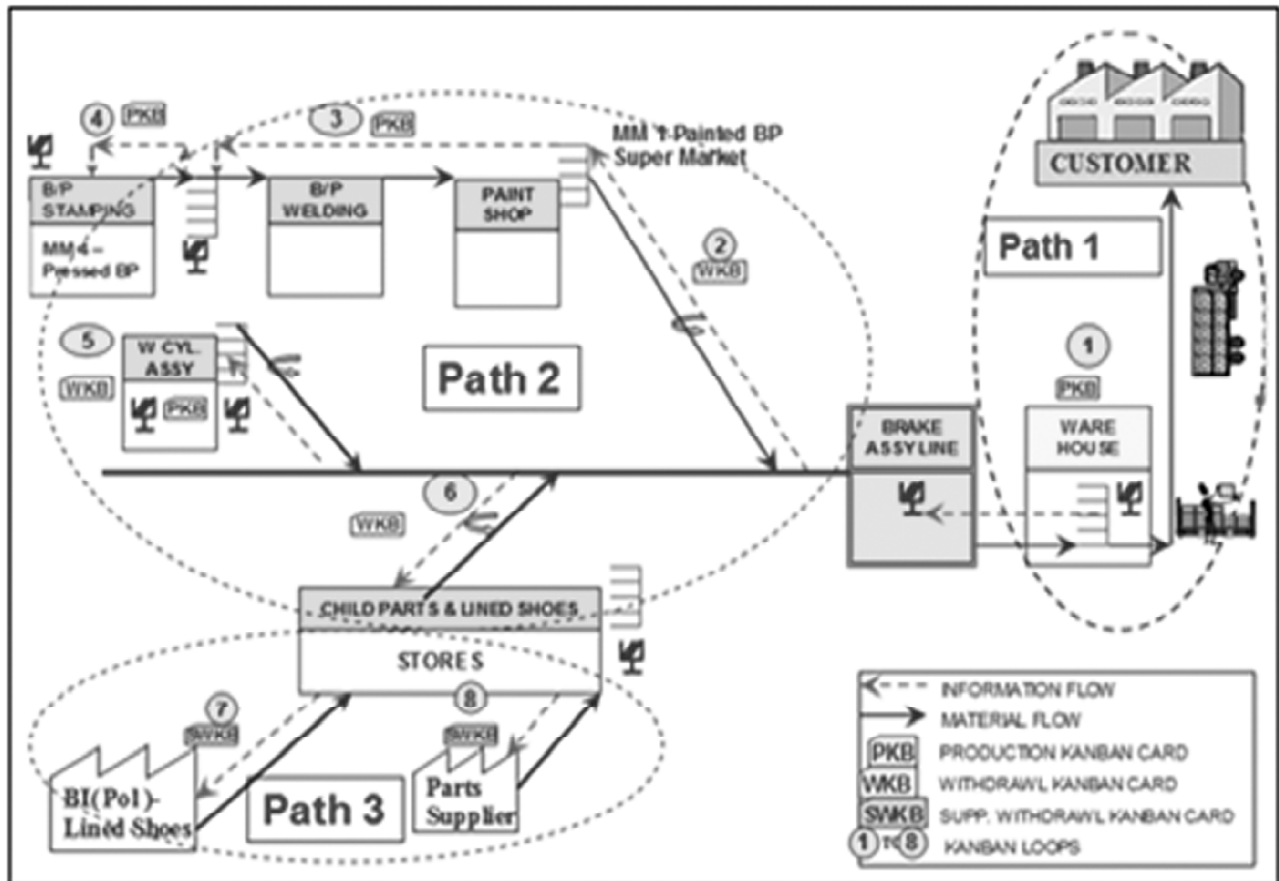 4
PKB
3
PKB
MM 1 Painted BP
Super Market
CUSTOMER
B/P
STAMPING
MM 4 –
Pressed BP
B/P
WELDING
PAINT
SHOP
2
WKB
Path 1
5
WKB
W CYL.
ASSY
PKB
Path 2
1
PKB
BRAKE
ASSY LINE
WARE
HOUSE
6
WKB
CHILD PARTS & LINED SHOES
STORES
7
SWKB
8
SWKB
BI(Pol)-
Lined Shoes
Path 3
Parts
Supplier
INFORMATION FLOW
MATERIAL FLOW
PKB PRODUCTION KANBAN CARD
WKB WITHDRAWL KANBAN CARD
SWKB SUPP. WITHDRAWL KANBAN CARD
1 TO 8 KANBAN LOOPS